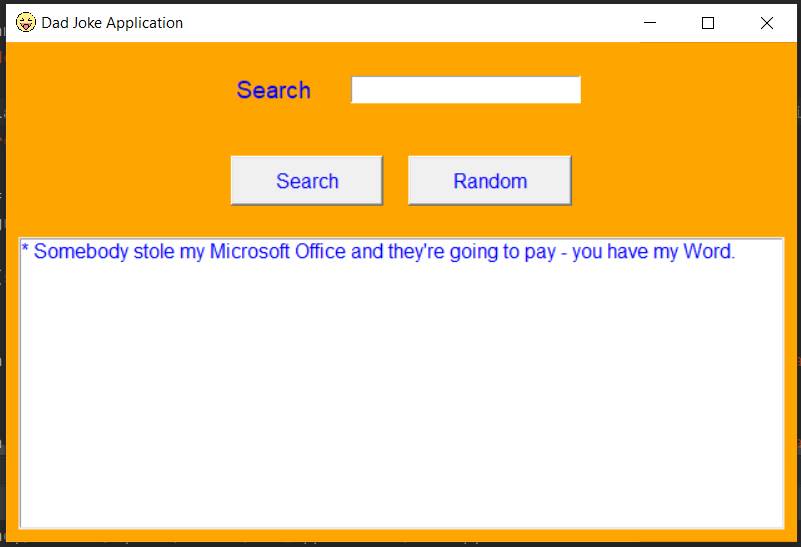 Dad Joke Application
Search
Search
Random
* Somebody stole my Microsoft Office and they're going to pay - you have my Word.